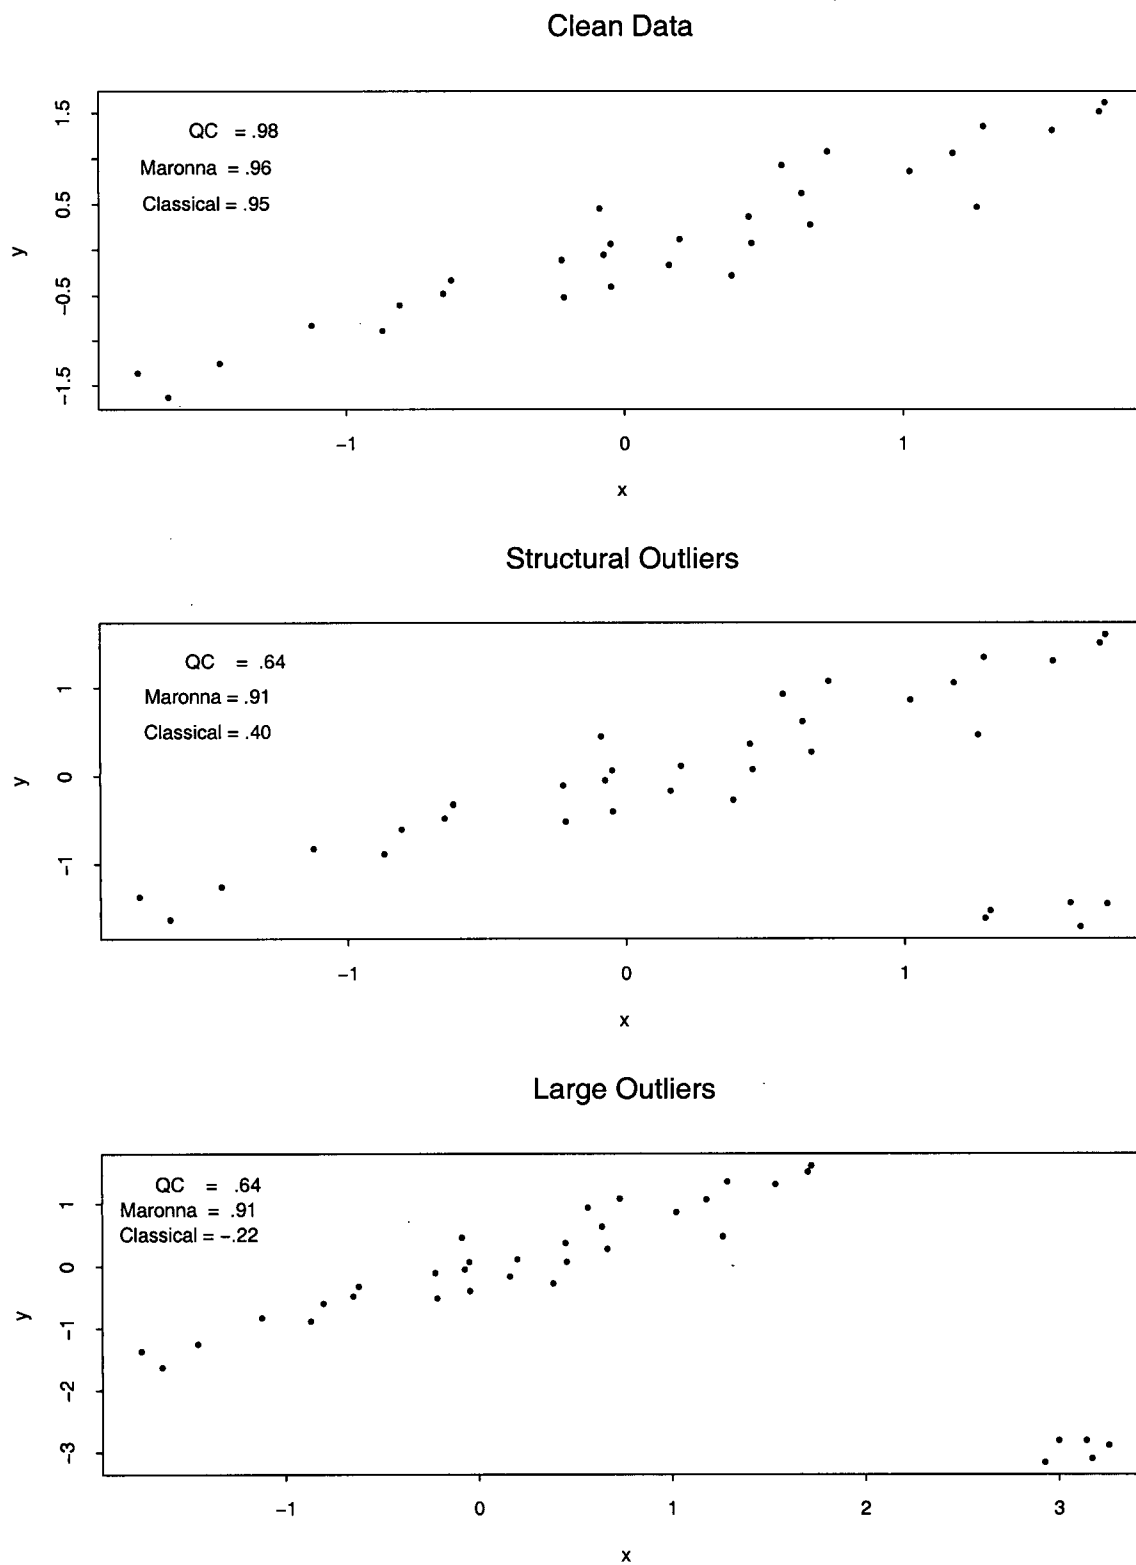 Clean Data
QC = .98
Maronna = .96
Classical = .95
1.5
0.5
−0.5
−1.5
y
−1 0 1
x
Structural Outliers
QC = .64
Maronna = .91
Classical = .40
1
0
−1
y
−1 0 1
x
Large Outliers
QC = .64
Maronna = .91
Classical = −.22
1
0
−1
−2
−3
y
−1 0 1 2 3
x